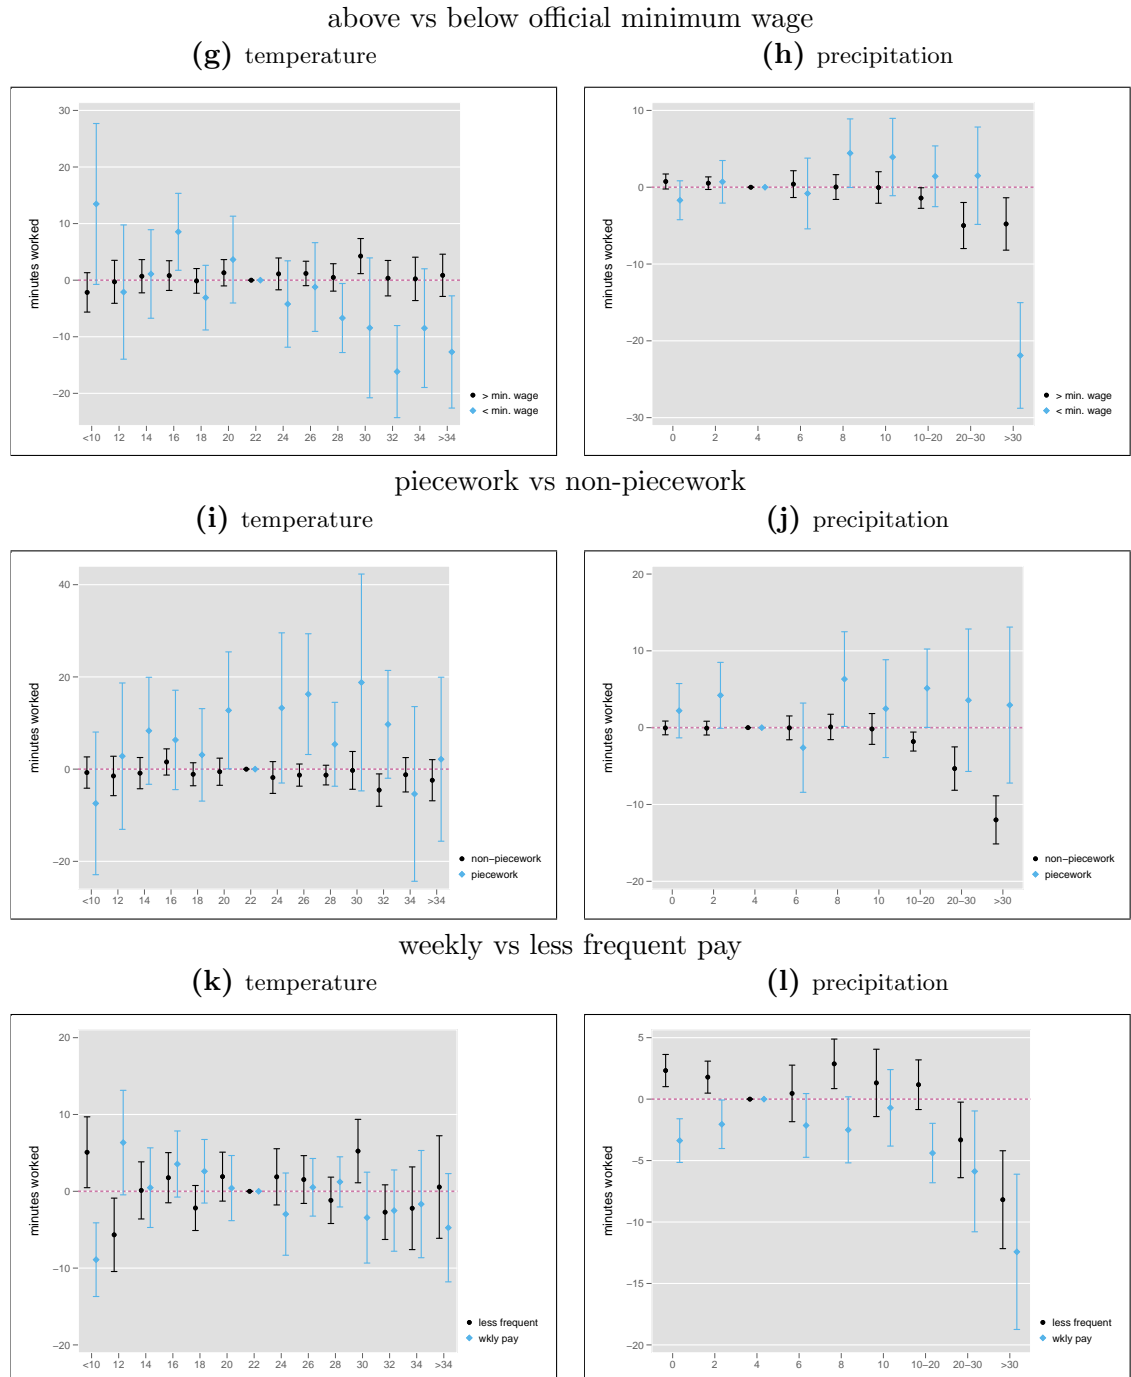 above vs below official minimum wage
(g) temperature
(h) precipitation
minutes worked
30
20
10
0
−10
−20
<10 12 14 16 18 20 22 24 26 28 30 32 34 >34
> min. wage
< min. wage
minutes worked
10
0
−10
−20
−30
0 2 4 6 8 10 10−20 20−30 >30
> min. wage
< min. wage
piecework vs non-piecework
(i) temperature
(j) precipitation
minutes worked
40
20
0
−20
<10 12 14 16 18 20 22 24 26 28 30 32 34 >34
non−piecework
piecework
minutes worked
20
10
0
−10
−20
0 2 4 6 8 10 10−20 20−30 >30
non−piecework
piecework
weekly vs less frequent pay
(k) temperature
(l) precipitation
minutes worked
20
10
0
−10
−20
<10 12 14 16 18 20 22 24 26 28 30 32 34 >34
less frequent
wkly pay
minutes worked
5
0
−5
−10
−15
−20
0 2 4 6 8 10 10−20 20−30 >30
less frequent
wkly pay